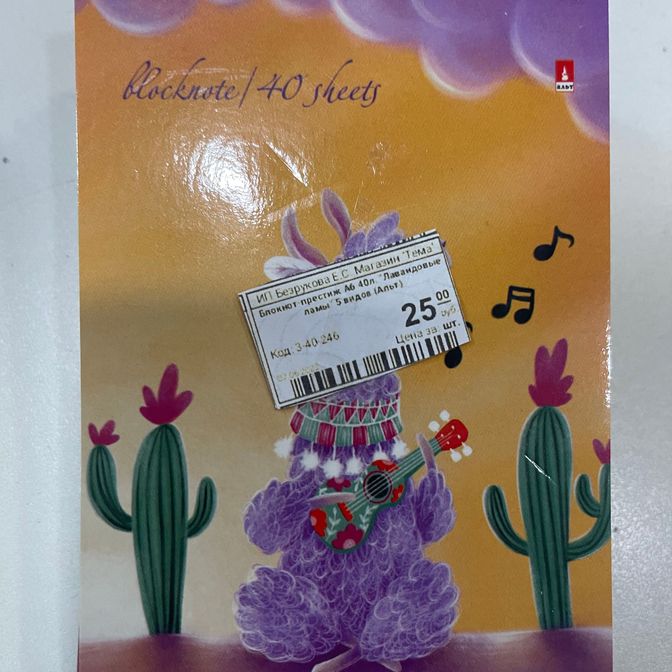 blocknote/40 sheets
АЛЬТ
ИП Безрукова Е.С. Магазин "Тема"
Блокнот-престиж А6 40л. "Лавандовые
ламы" 5 видов (Альт)
25 00
руб.
Код: 3-40-246
Цена за: шт.